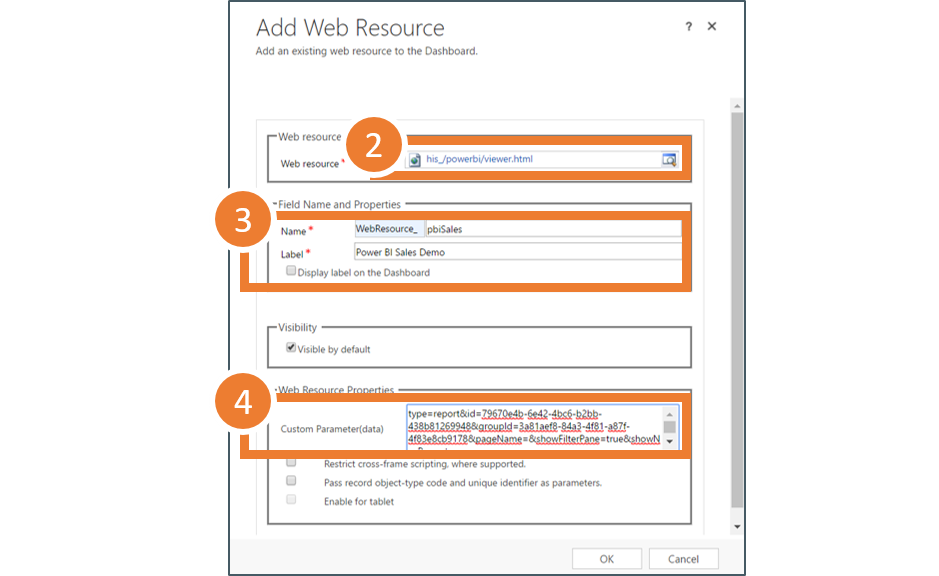 Add Web Resource
? ×
Add an existing web resource to the Dashboard.
Web resource
2
Web resource *
his_/powerbi/viewer.html
Field Name and Properties
3
Name *
WebResource_ pbiSales
Label *
Power BI Sales Demo
Display label on the Dashboard
Visibility
Visible by default
Web Resource Properties
4
Custom Parameter(data)
type=report&id=79670e4b-6e42-4bc6-b2bb-
438b81269948&groupId=3a81aef8-84a3-4f81-a87f-
4f83e8cb9178&pageName=&showFilterPane=true&showN
Restrict cross-frame scripting, where supported.
Pass record object-type code and unique identifier as parameters.
Enable for tablet
OK
Cancel